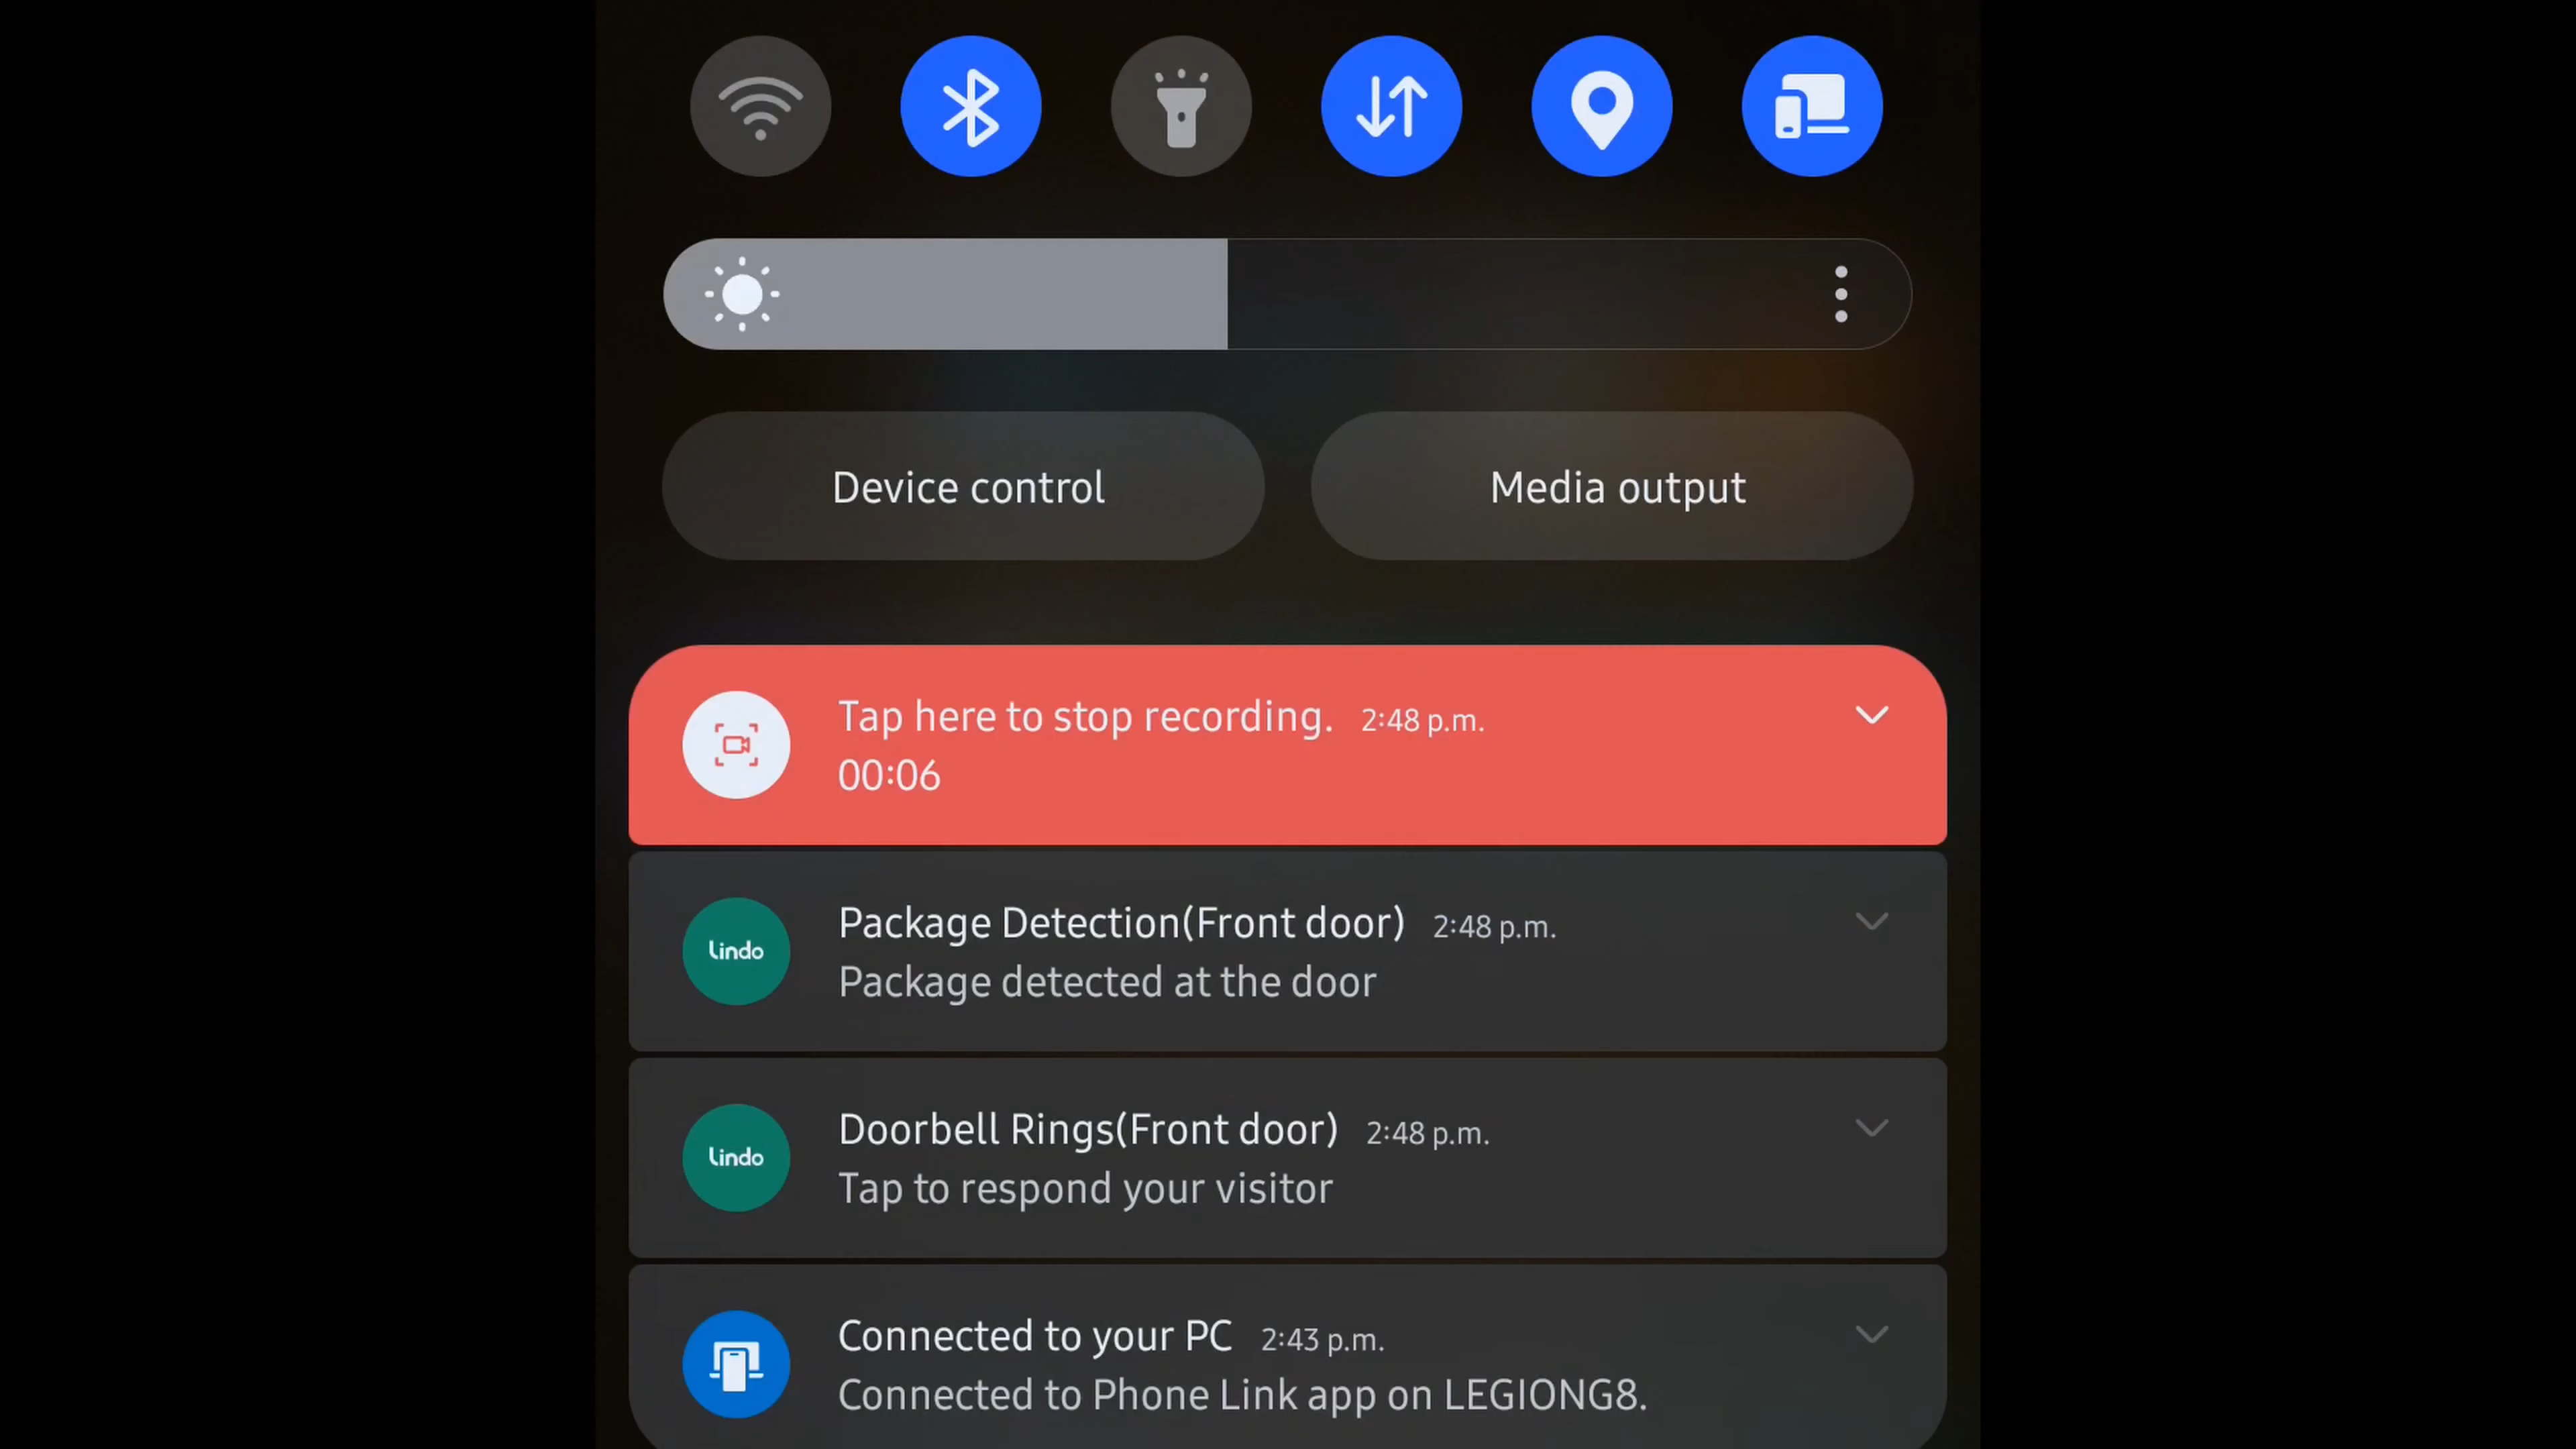 Device control
Media output
Tap here to stop recording. 2:48 p.m.
00:06
lindo
Package Detection(Front door) 2:48 p.m.
Package detected at the door
lindo
Doorbell Rings(Front door) 2:48 p.m.
Tap to respond your visitor
Connected to your PC 2:43 p.m.
Connected to Phone Link app on LEGIONG8.